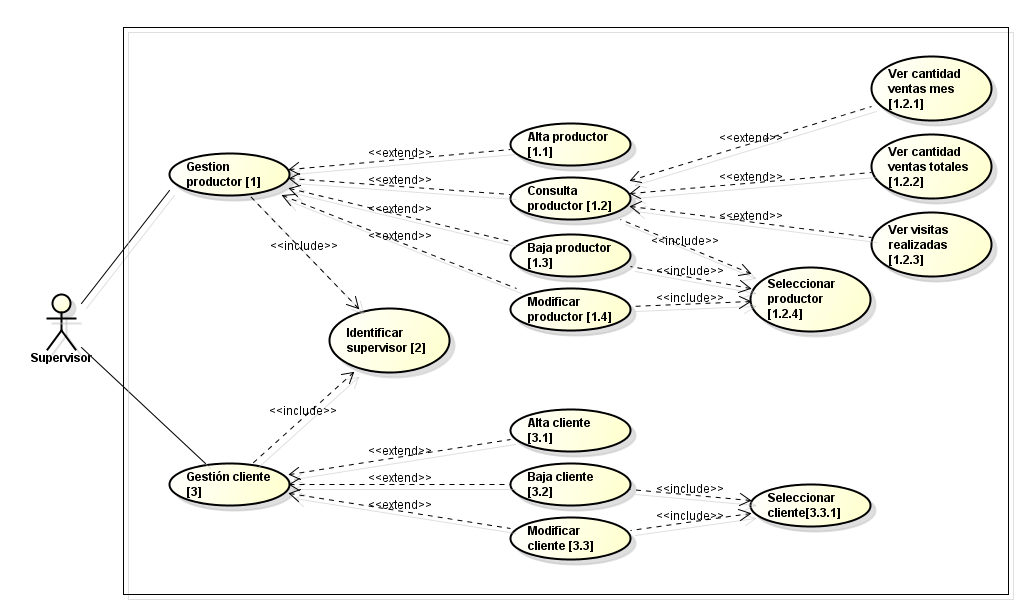 Ver cantidad
ventas mes
[1.2.1]
<<extend>>
Alta productor
[1.1]
<<extend>>
Ver cantidad
ventas totales
[1.2.2]
<<extend>>
Gestion
productor [1]
<<extend>>
Consulta
productor [1.2]
<<extend>>
<<extend>>
Ver visitas
realizadas
[1.2.3]
<<extend>>
<<include>>
<<include>>
Baja productor
[1.3]
<<include>>
Seleccionar
productor
[1.2.4]
<<include>>
Modificar
productor [1.4]
Identificar
supervisor [2]
Supervisor
<<include>>
Alta cliente
[3.1]
<<extend>>
Gestión cliente
[3]
<<extend>>
Baja cliente
[3.2]
<<include>>
Seleccionar
cliente[3.3.1]
<<extend>>
<<include>>
Modificar
cliente [3.3]